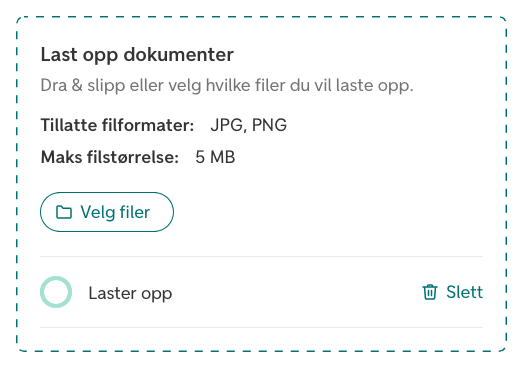 Last opp dokumenter
Dra & slipp eller velg hvilke filer du vil laste opp.
Tillatte filformater: JPG, PNG
Maks filstørrelse: 5 MB
Velg filer
Laster opp
Slett